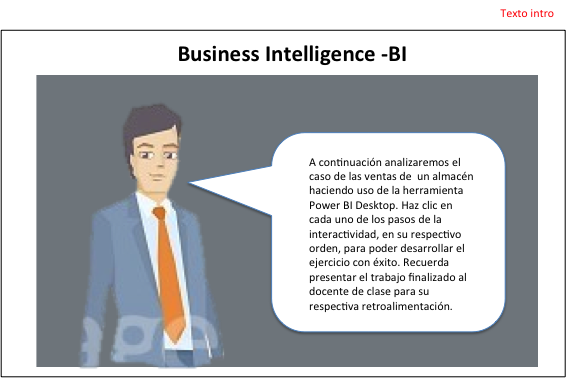 Texto intro
Business Intelligence -BI
A continuación analizaremos el
caso de las ventas de un almacén
haciendo uso de la herramienta
Power BI Desktop. Haz clic en
cada uno de los pasos de la
interactividad, en su respectivo
orden, para poder desarrollar el
ejercicio con éxito. Recuerda
presentar el trabajo finalizado al
docente de clase para su
respectiva retroalimentación.